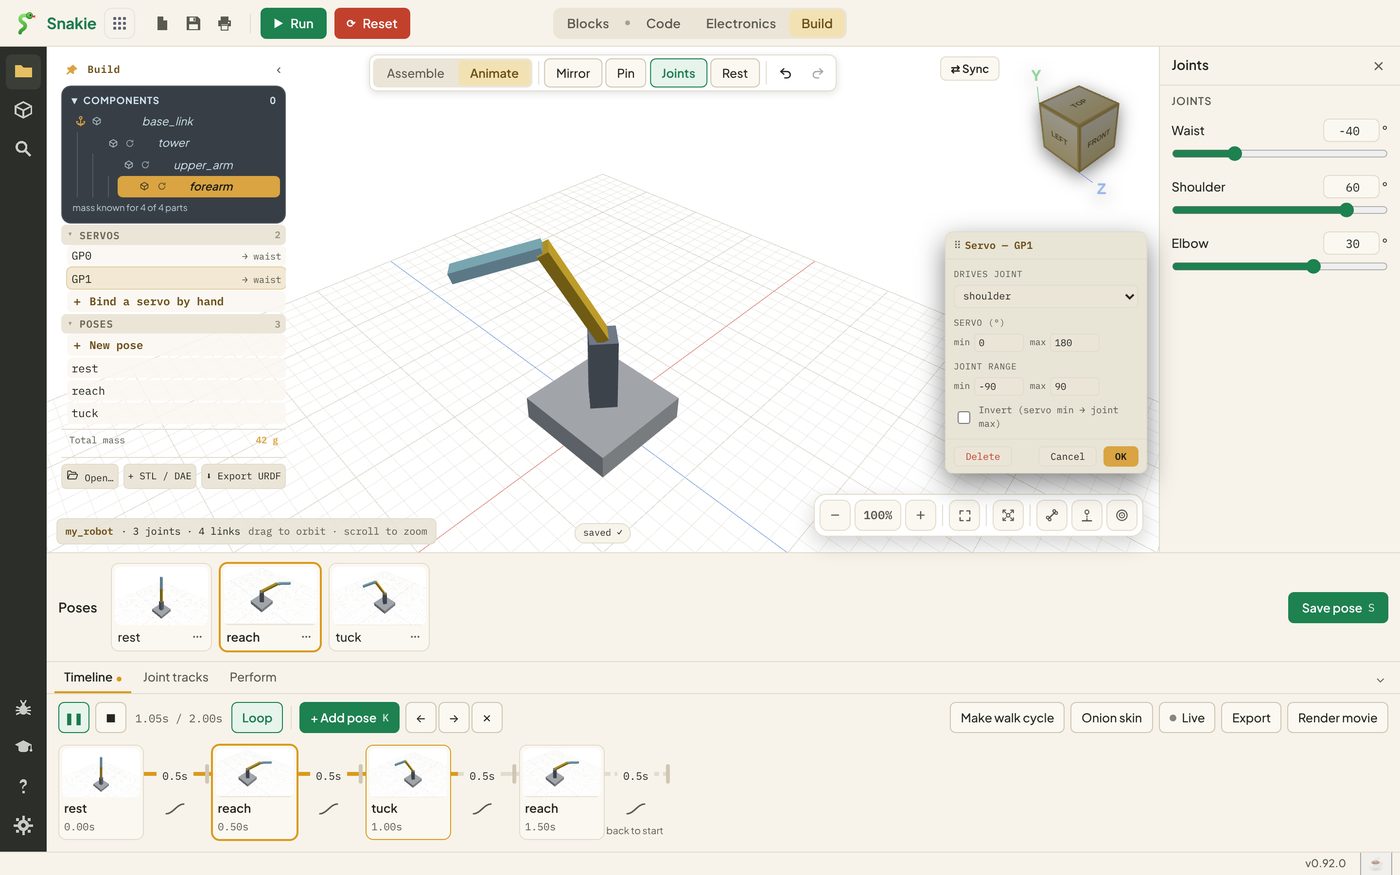 Snakie
Run
Reset
Blocks
Code
Electronics
Build
Build
COMPONENTS 0
base_link
tower
upper_arm
forearm
mass known for 4 of 4 parts
SERVOS 2
GP0 → waist
GP1 → waist
+ Bind a servo by hand
POSES 3
+ New pose
rest
reach
tuck
Total mass 42 g
Open…
+ STL / DAE
Export URDF
my_robot · 3 joints · 4 links drag to orbit · scroll to zoom
Assemble
Animate
Mirror
Pin
Joints
Rest
Sync
Y
TOP
LEFT
FRONT
Z
Servo — GP1
DRIVES JOINT
shoulder
SERVO (°)
min 0 max 180
JOINT RANGE
min -90 max 90
Invert (servo min → joint
max)
Delete
Cancel
OK
100%
saved ✓
Joints
JOINTS
Waist -40 °
Shoulder 60 °
Elbow 30 °
Poses
rest
reach
tuck
Save pose S
Timeline
Joint tracks
Perform
1.05s / 2.00s
Loop
+ Add pose K
Make walk cycle
Onion skin
Live
Export
Render movie
rest
0.00s
0.5s
reach
0.50s
0.5s
tuck
1.00s
0.5s
reach
1.50s
0.5s
back to start
v0.92.0